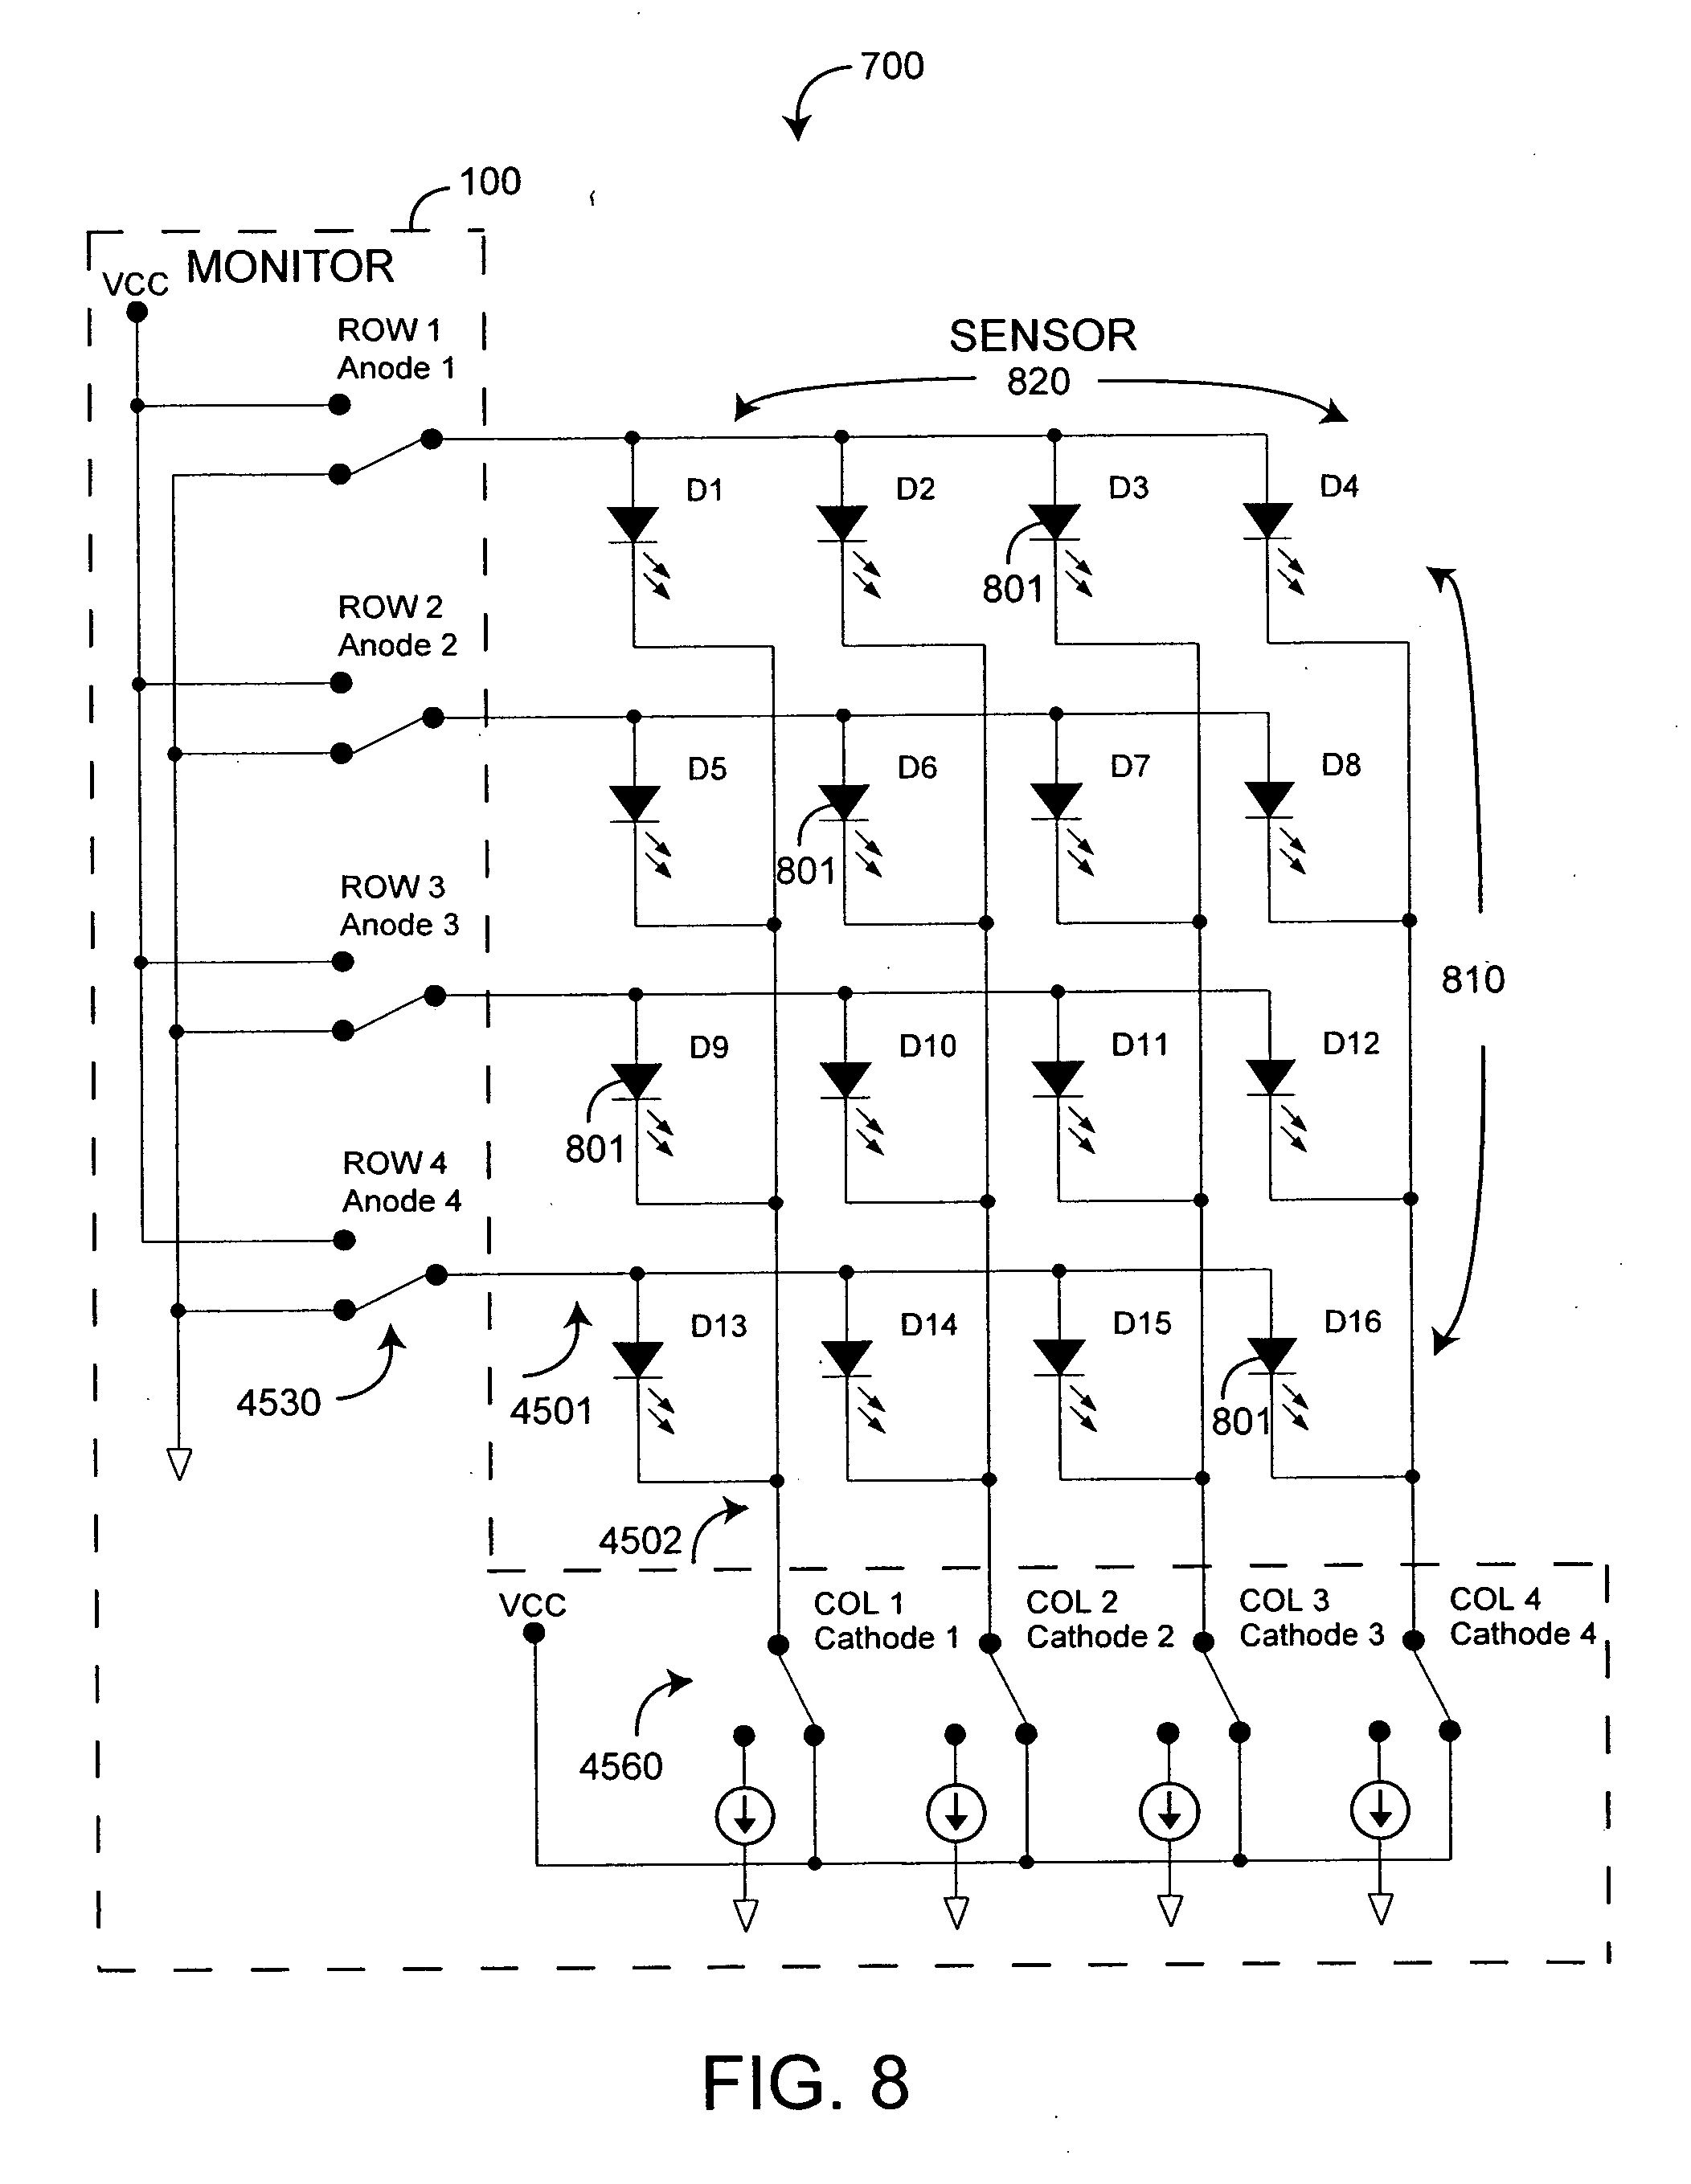 700
100
MONITOR
VCC
ROW 1
Anode 1
SENSOR
820
D1
D2
D3
D4
801
ROW 2
Anode 2
D5
D6
D7
D8
801
ROW 3
Anode 3
810
D9
D10
D11
D12
801
ROW 4
Anode 4
D13
D14
D15
D16
4530
4501
801
4502
VCC
COL 1
Cathode 1
COL 2
Cathode 2
COL 3
Cathode 3
COL 4
Cathode 4
4560
FIG. 8